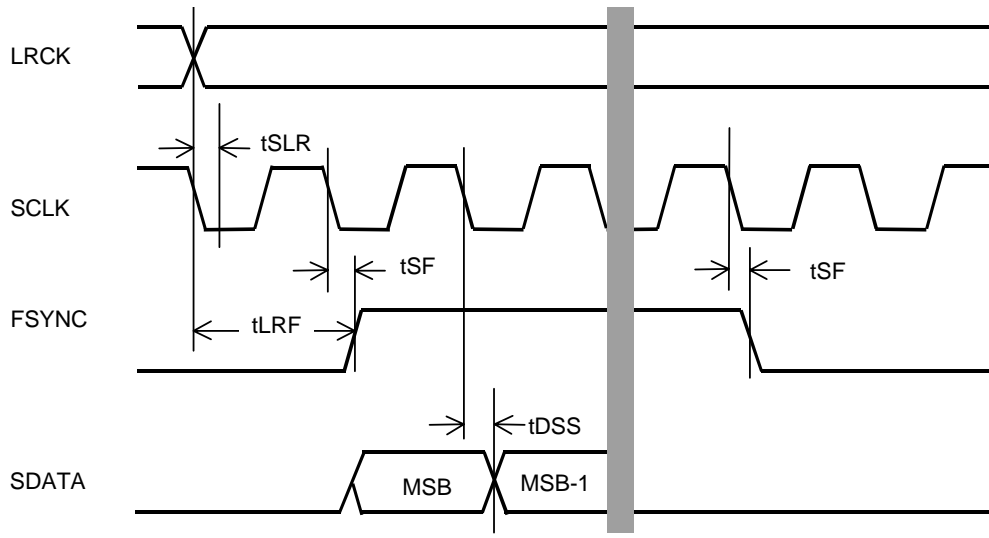 LRCK
tSLR
SCLK
tSF
tSF
FSYNC
tLRF
tDSS
SDATA
MSB
MSB-1